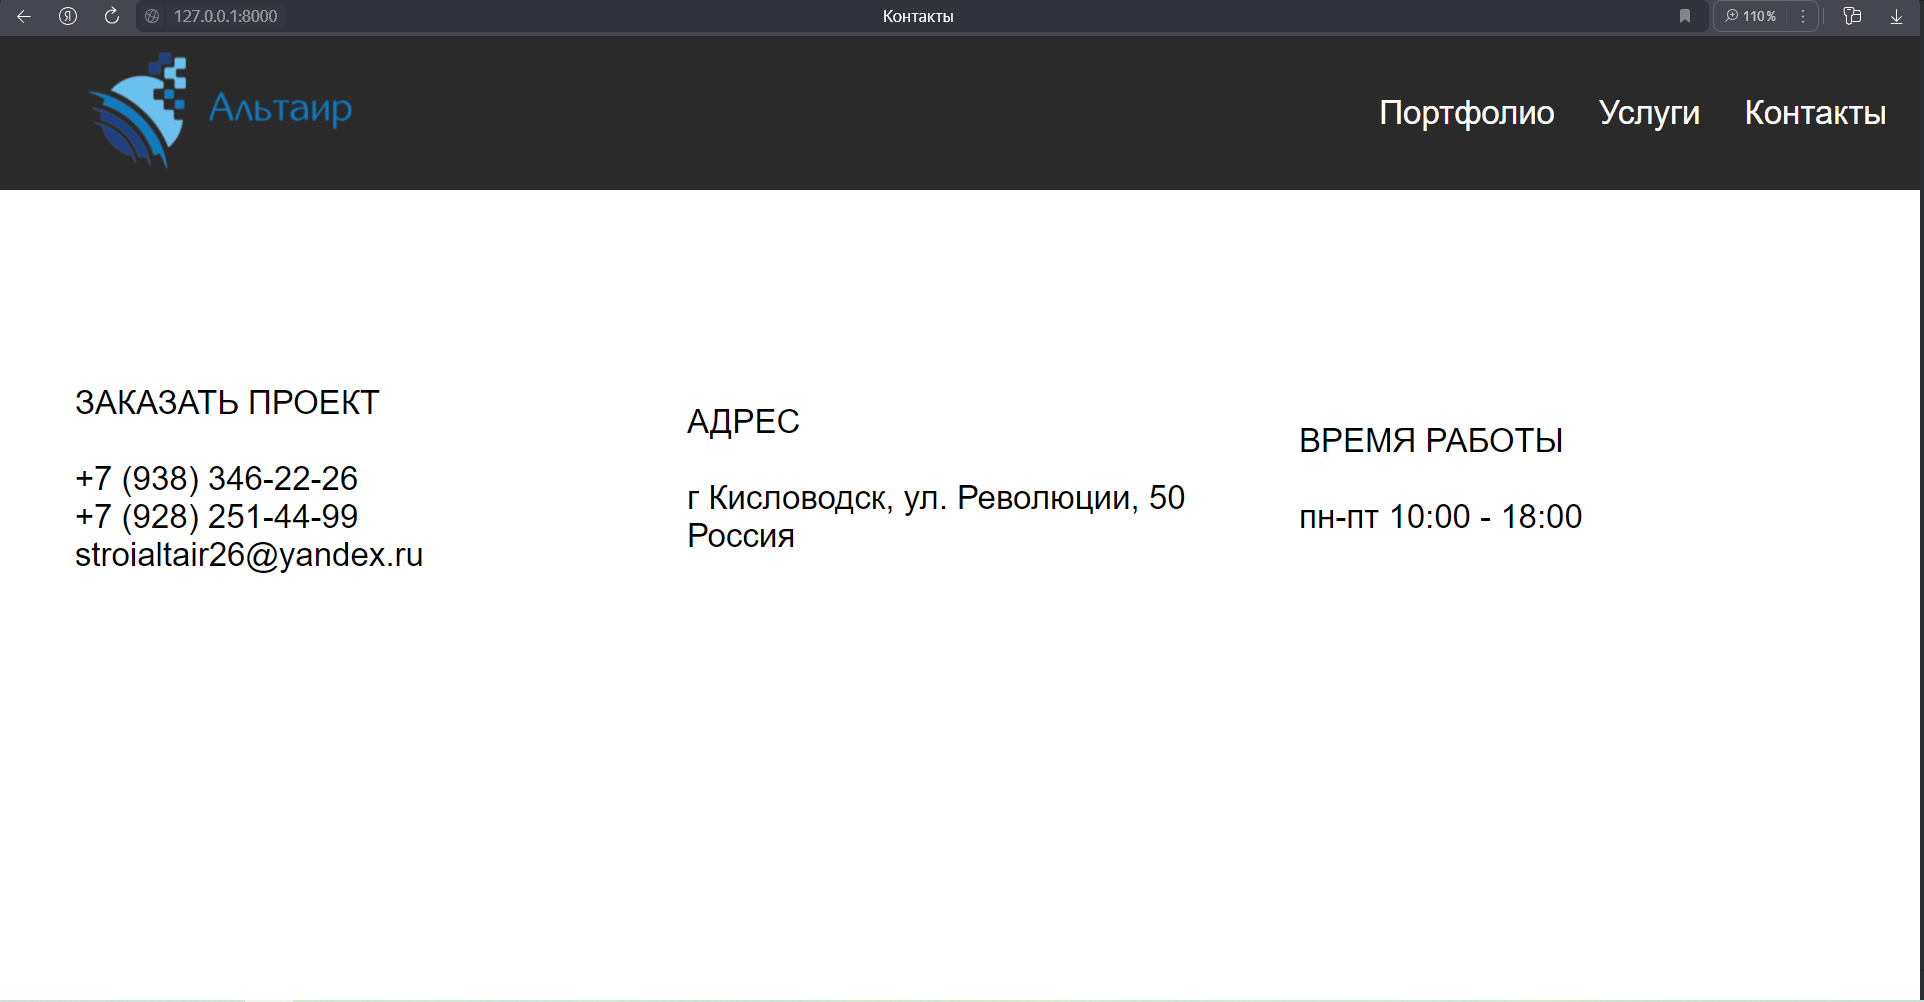 127.0.0.1:8000
Контакты
110%
Альтаир
Портфолио Услуги Контакты
ЗАКАЗАТЬ ПРОЕКТ
+7 (938) 346-22-26
+7 (928) 251-44-99
stroialtair26@yandex.ru
АДРЕС
г Кисловодск, ул. Революции, 50
Россия
ВРЕМЯ РАБОТЫ
пн-пт 10:00 - 18:00